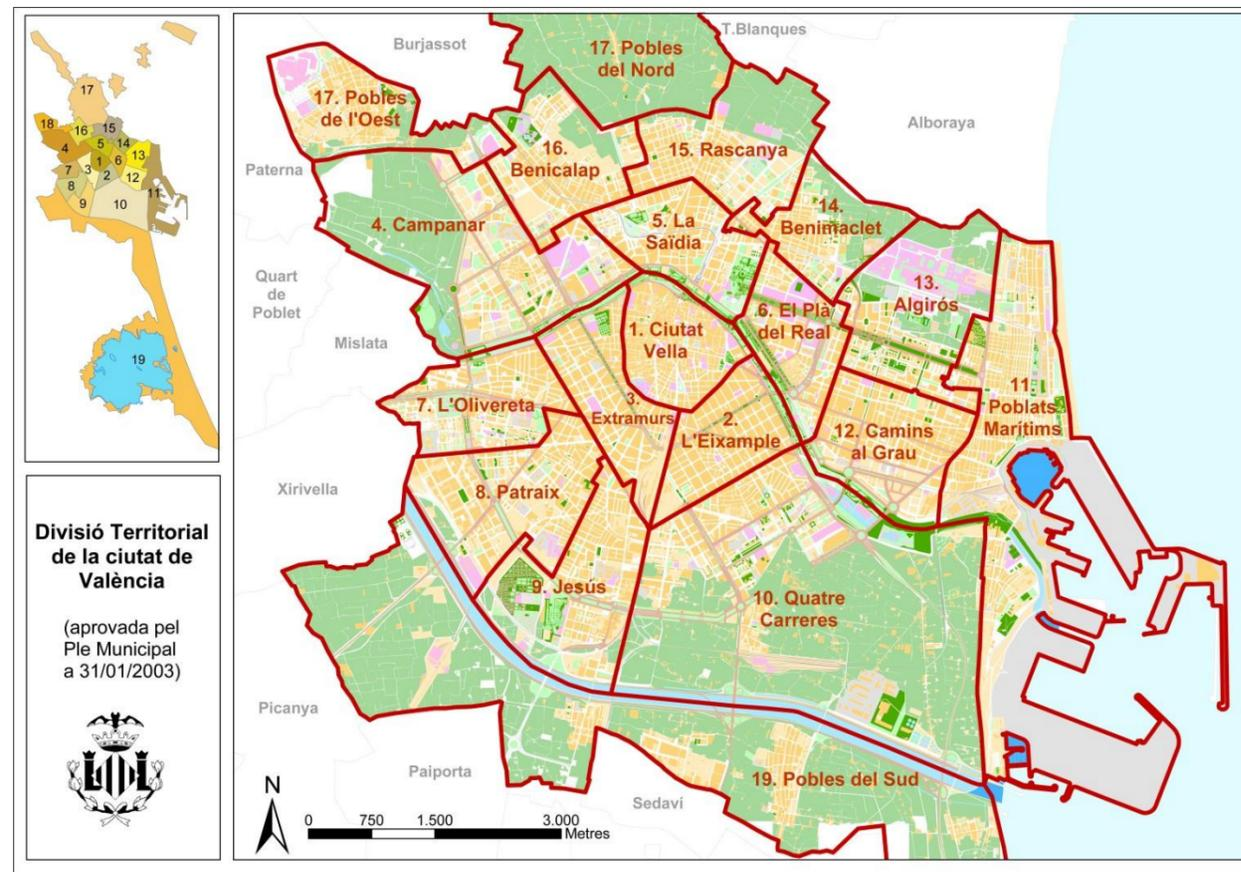 17
18
16
15
4
5
14
1
6
13
7
3
2
12
11
8
9
10
19
Divisió Territorial
de la ciutat de
València
(aprovada pel
Ple Municipal
a 31/01/2003)
Burjassot
T.Blanques
17. Pobles
del Nord
17. Pobles
de l'Oest
Alboraya
16.
Benicalap
15. Rascanya
Paterna
4. Campanar
5. La
Saïdia
14.
Benimaclet
Quart
de
Poblet
13.
Algirós
6. El Plà
del Real
1. Ciutat
Vella
Mislata
7. L'Olivereta
3.
Extramurs
2.
L'Eixample
11.
Poblats
Marítims
12. Camins
al Grau
Xirivella
8. Patraix
9. Jesús
10. Quatre
Carreres
Picanya
Paiporta
19. Pobles del Sud
Sedaví
N
0 750 1.500 3.000
Metres